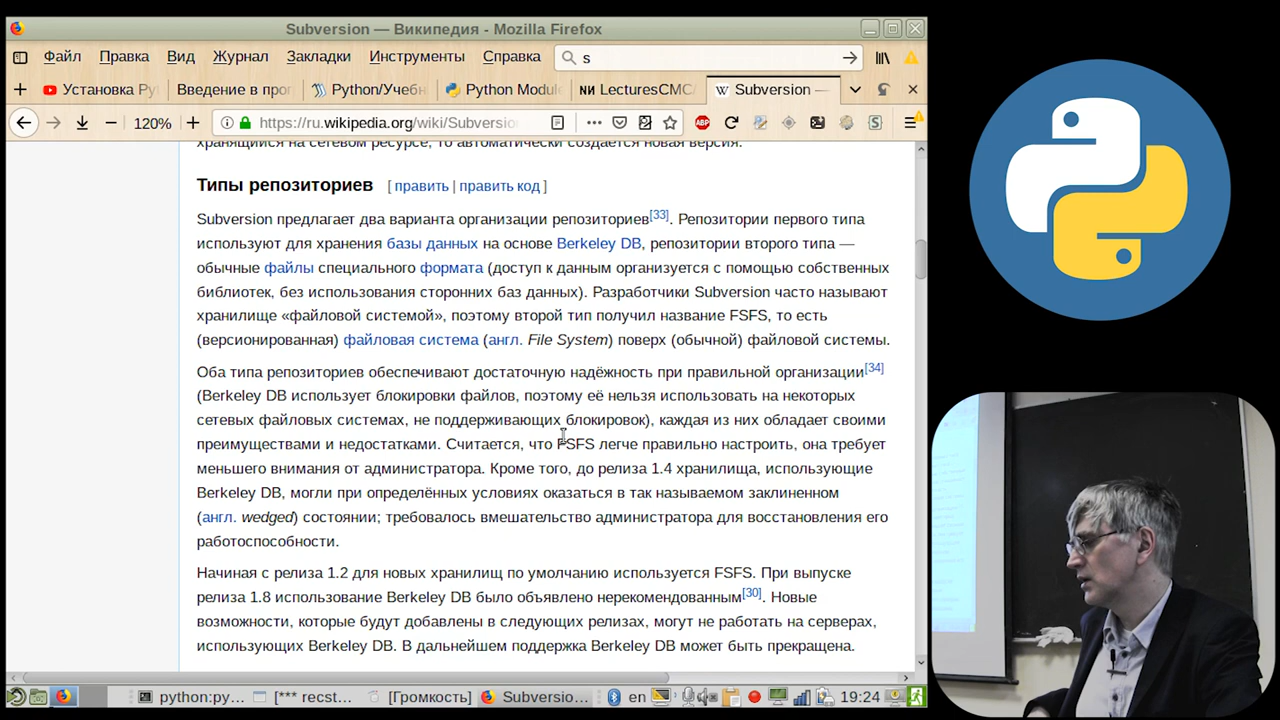 Subversion — Википедия - Mozilla Firefox
Файл Правка Вид Журнал Закладки Инструменты Справка s
Установка Py Введение в прог Python/Учебн Python Module LecturesCMC Subversion —
120% https://ru.wikipedia.org/wiki/Subversio ABP S
хранящийся на сетевом ресурсе, то автоматически создаётся новая версия.
Типы репозиториев [ править | править код ]
Subversion предлагает два варианта организации репозиториев[33]. Репозитории первого типа
используют для хранения базы данных на основе Berkeley DB, репозитории второго типа —
обычные файлы специального формата (доступ к данным организуется с помощью собственных
библиотек, без использования сторонних баз данных). Разработчики Subversion часто называют
хранилище «файловой системой», поэтому второй тип получил название FSFS, то есть
(версионированная) файловая система (англ. File System) поверх (обычной) файловой системы.
Оба типа репозиториев обеспечивают достаточную надёжность при правильной организации[34]
(Berkeley DB использует блокировки файлов, поэтому её нельзя использовать на некоторых
сетевых файловых системах, не поддерживающих блокировок), каждая из них обладает своими
преимуществами и недостатками. Считается, что FSFS легче правильно настроить, она требует
меньшего внимания от администратора. Кроме того, до релиза 1.4 хранилища, использующие
Berkeley DB, могли при определённых условиях оказаться в так называемом заклиненном
(англ. wedged) состоянии; требовалось вмешательство администратора для восстановления его
работоспособности.
Начиная с релиза 1.2 для новых хранилищ по умолчанию используется FSFS. При выпуске
релиза 1.8 использование Berkeley DB было объявлено нерекомендованным[30]. Новые
возможности, которые будут добавлены в следующих релизах, могут не работать на серверах,
использующих Berkeley DB. В дальнейшем поддержка Berkeley DB может быть прекращена.
python:py... [*** recst... [Громкость] Subversio... en 19:24